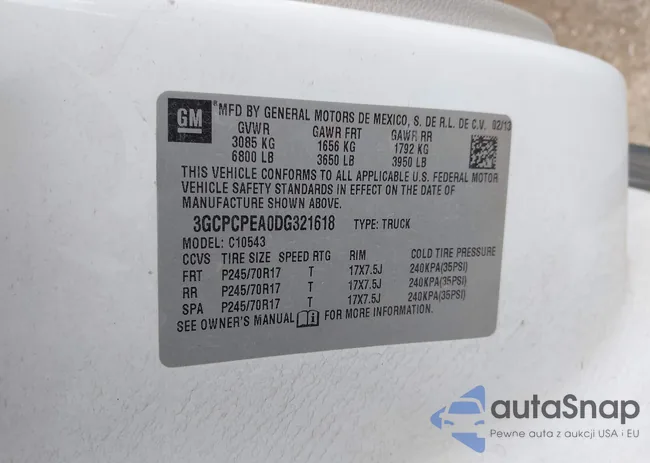 GM
® MFD BY GENERAL MOTORS DE MEXICO, S. DE R.L. DE C.V. 02/13
GVWR GAWR FRT GAWR RR
3085 KG 1656 KG 1792 KG
6800 LB 3650 LB 3950 LB
THIS VEHICLE CONFORMS TO ALL APPLICABLE U.S. FEDERAL MOTOR
VEHICLE SAFETY STANDARDS IN EFFECT ON THE DATE OF
MANUFACTURE SHOWN ABOVE.
3GCPCPEA0DG321618 TYPE: TRUCK
MODEL: C10543
CCVS TIRE SIZE SPEED RTG RIM COLD TIRE PRESSURE
FRT P245/70R17 T 17X7.5J 240KPA(35PSI)
RR P245/70R17 T 17X7.5J 240KPA(35PSI)
SPA P245/70R17 T 17X7.5J 240KPA(35PSI)
SEE OWNER'S MANUAL i FOR MORE INFORMATION.
autaSnap
Pewne auta z aukcji USA i EU